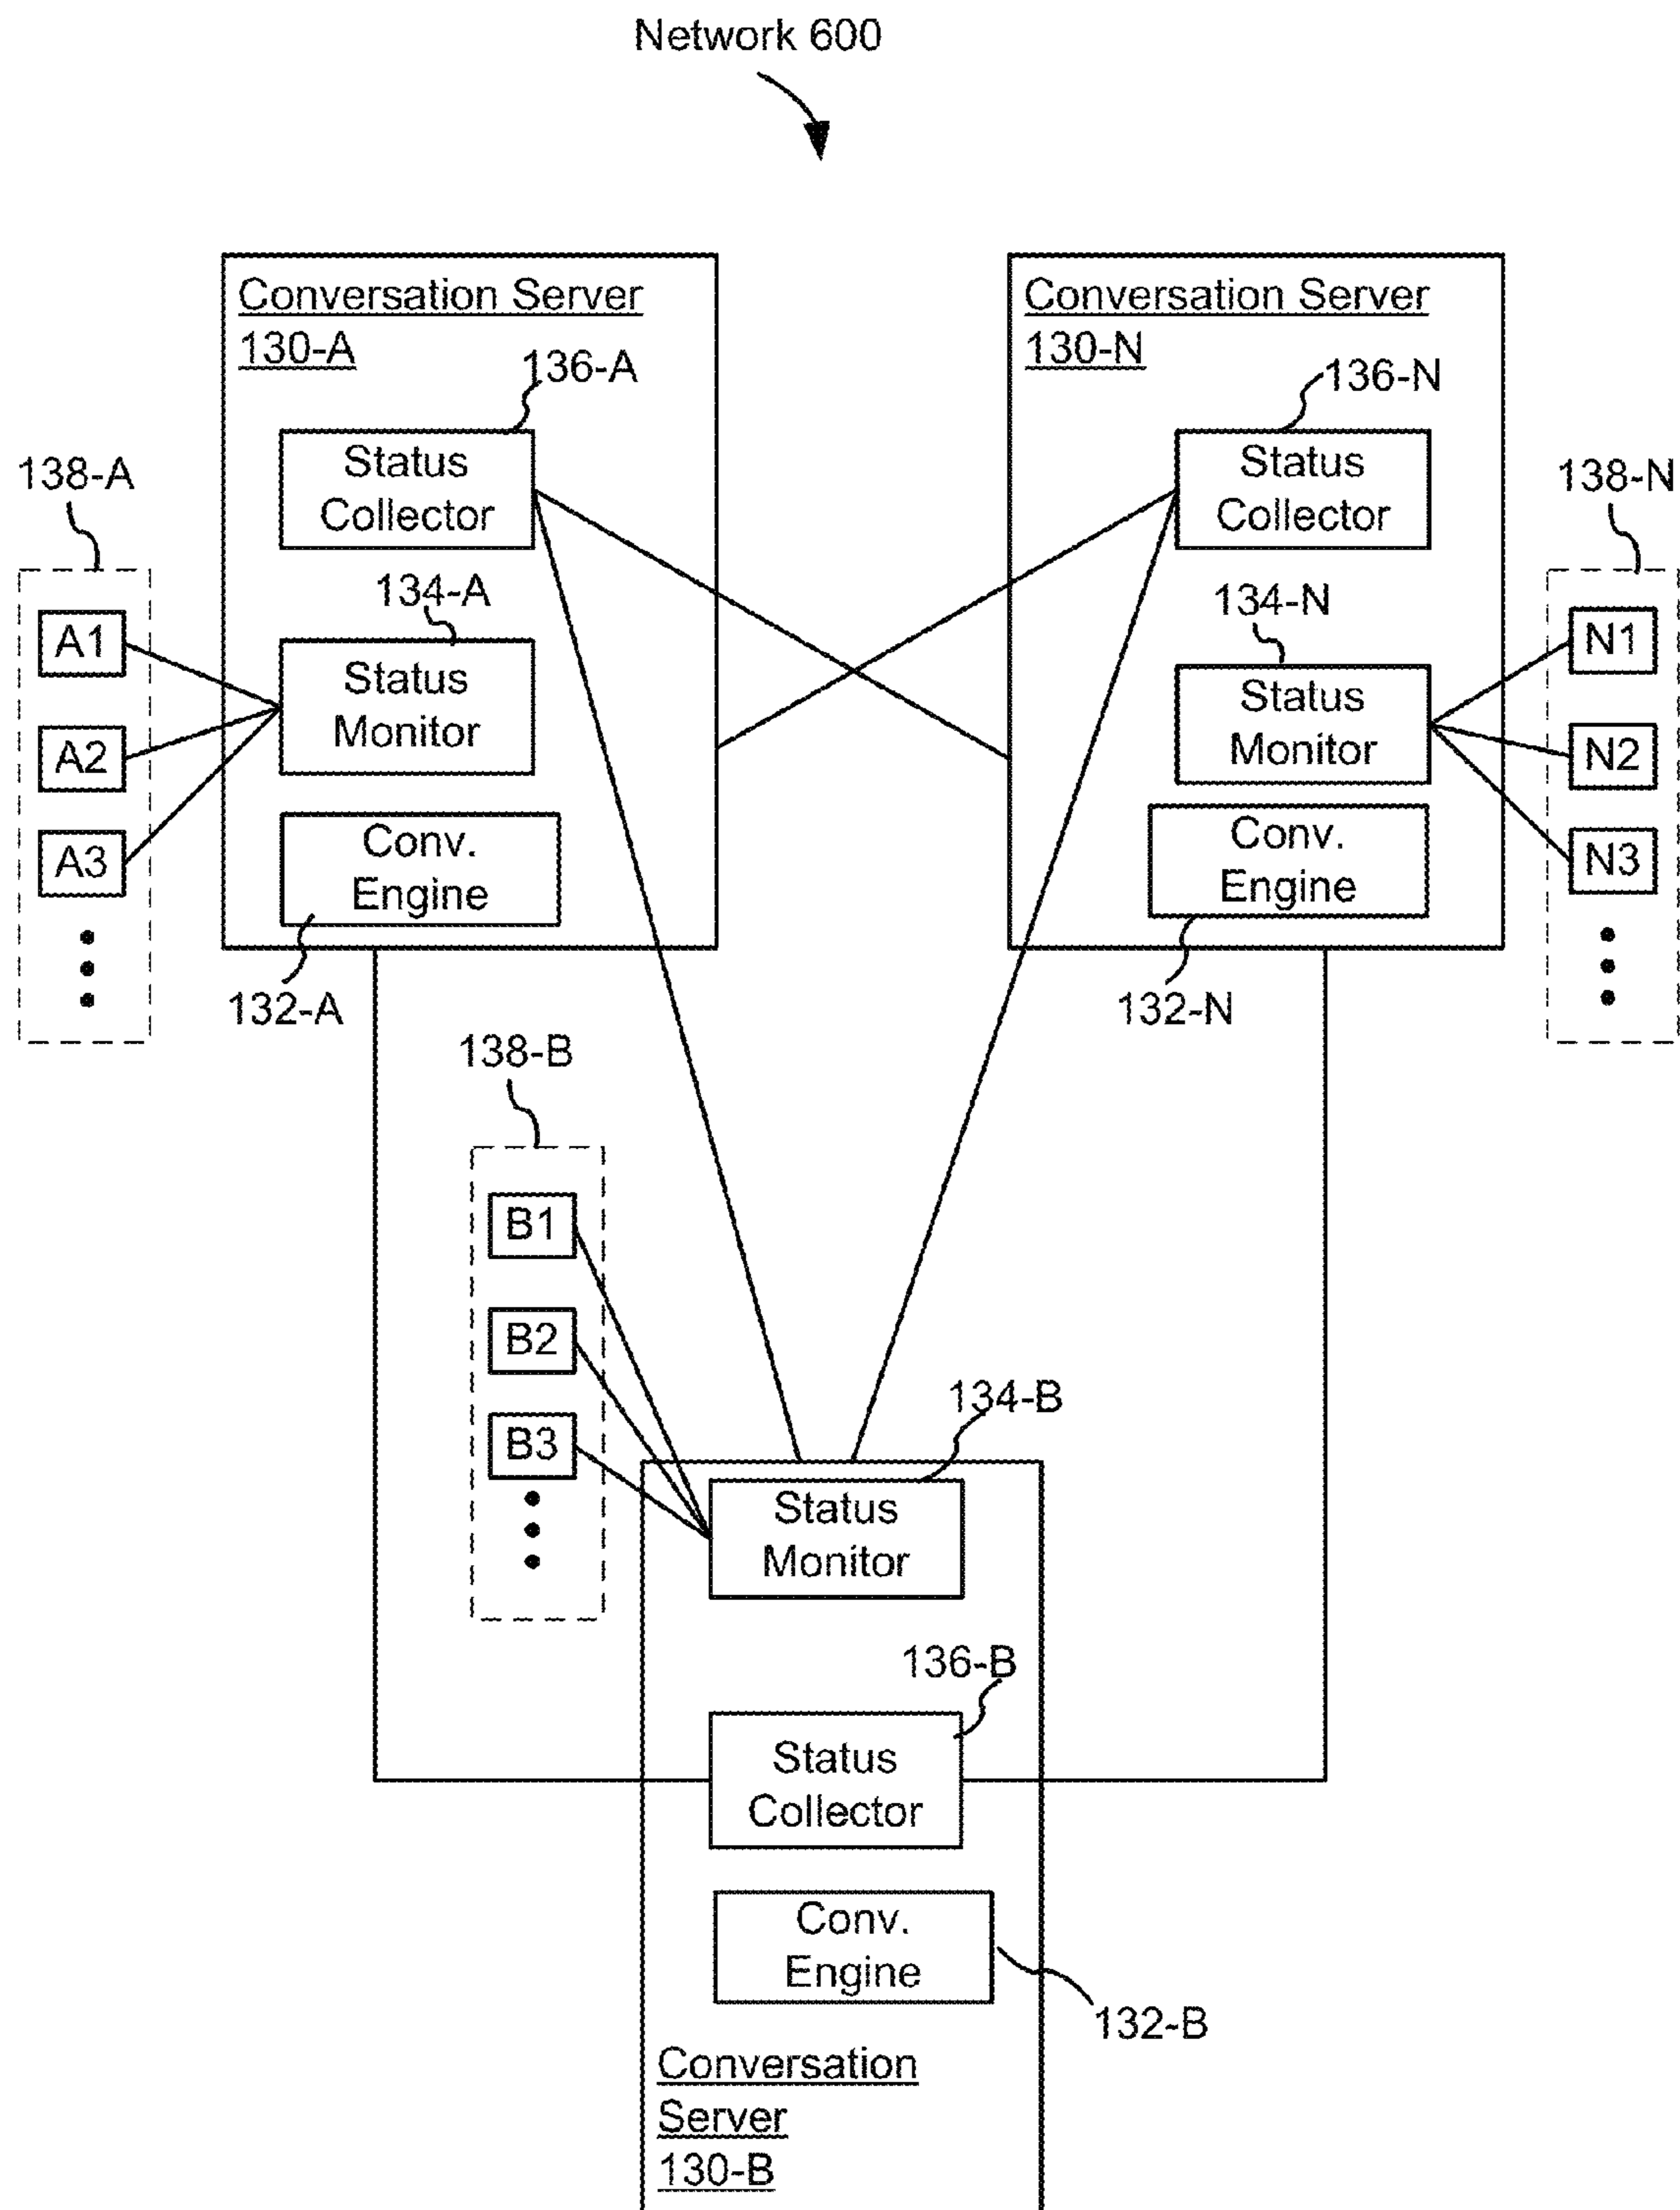 Network 600
Conversation Server
130-A
136-A
Status
Collector
138-A
134-A
A1
A2
A3
Status
Monitor
Conv.
Engine
132-A
Conversation Server
130-N
136-N
Status
Collector
138-N
134-N
Status
Monitor
N1
N2
N3
Conv.
Engine
132-N
138-B
B1
B2
B3
134-B
Status
Monitor
136-B
Status
Collector
Conv.
Engine
132-B
Conversation
Server
130-B